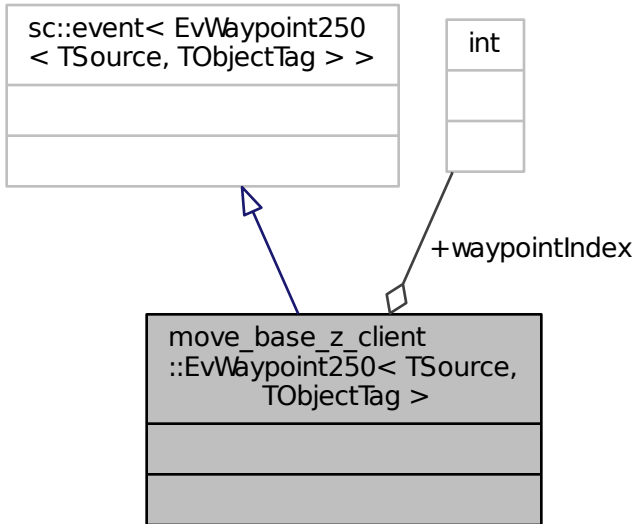 sc::event< EvWaypoint250
< TSource, TObjectTag > >
int
+waypointIndex
move_base_z_client
::EvWaypoint250< TSource,
TObjectTag >